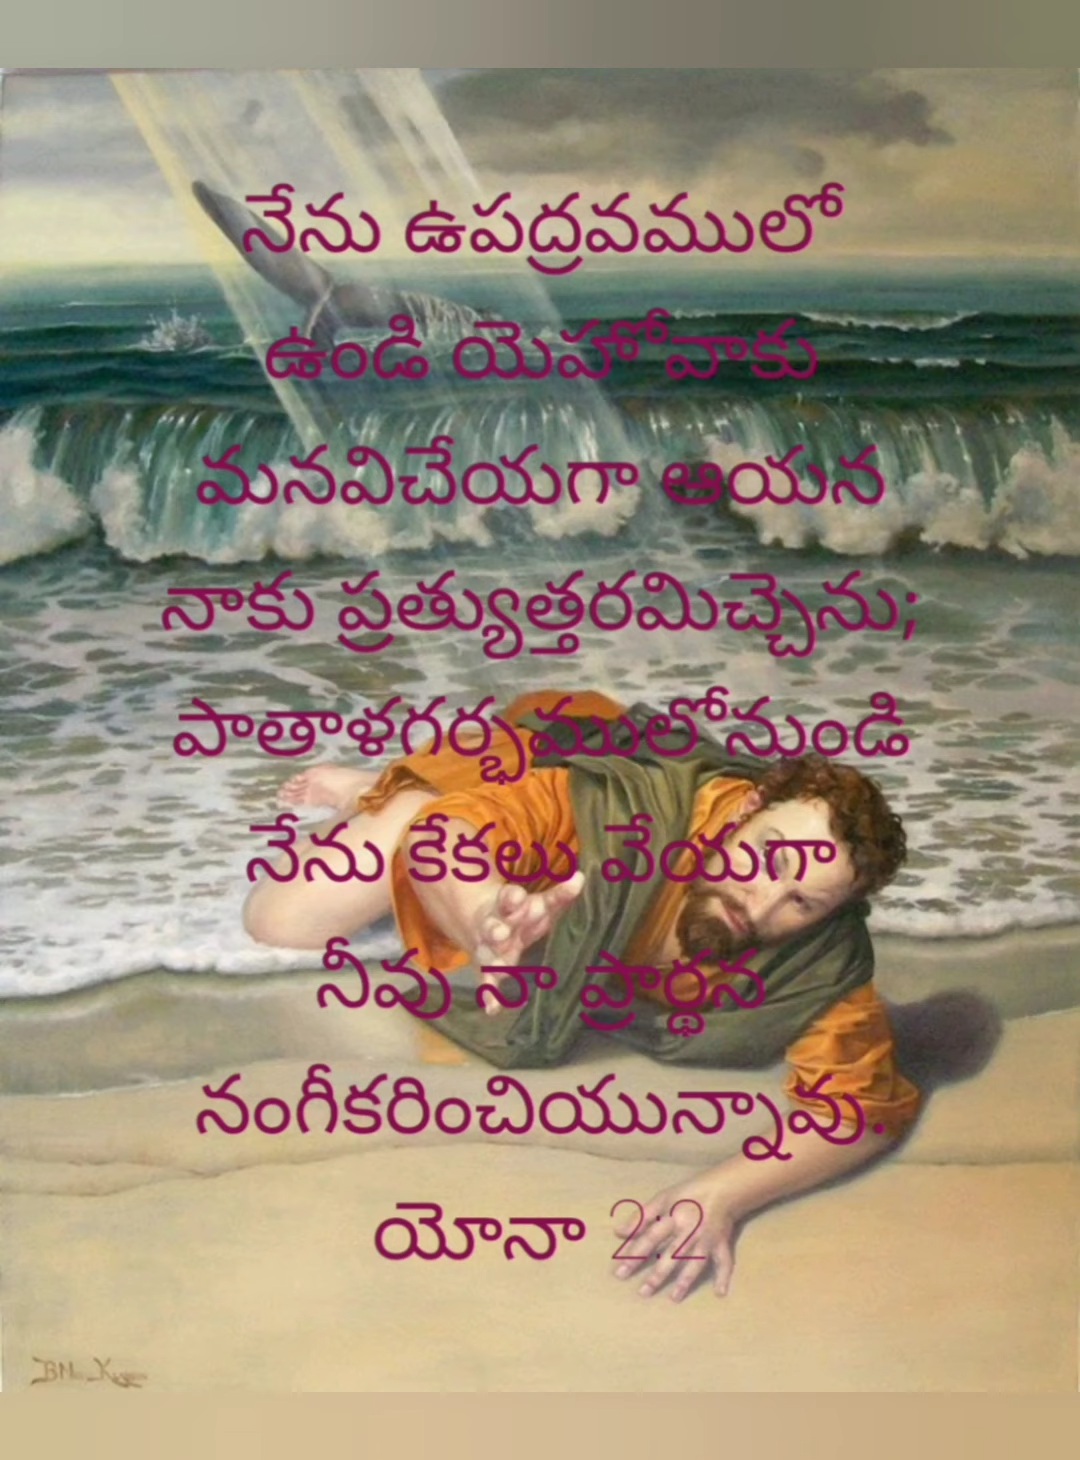 నేను ఉపద్రవములో
ఉండి యెహోవాకు
మనవిచేయగా ఆయన
నాకు ప్రత్యుత్తరమిచ్చెను;
పాతాళగర్భములోనుండి
నేను కేకలు వేయగా
నీవు నా ప్రార్థన
నంగీకరించియున్నావు.
యోనా 2:2